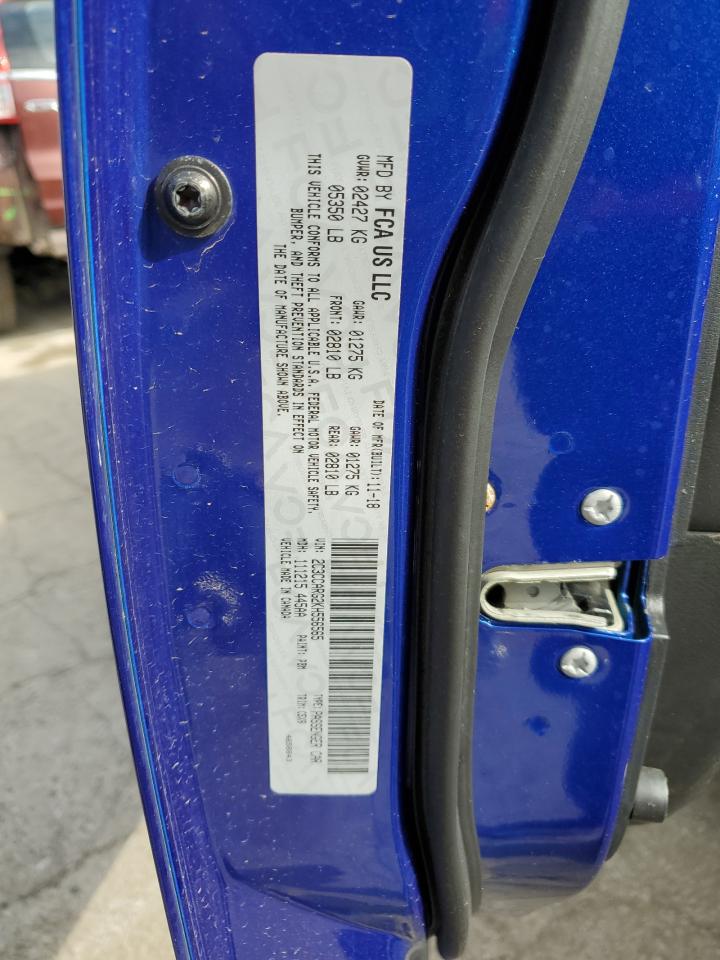 MFD BY FCA US LLC
DATE OF MFR(BUILT):11-18
GVWR: 02427 KG
GAWR: 01275 KG
GAWR: 01275 KG
05350 LB
FRONT: 02810 LB
REAR: 02810 LB
THIS VEHICLE CONFORMS TO ALL APPLICABLE U.S.A. FEDERAL MOTOR VEHICLE SAFETY,
BUMPER, AND THEFT PREVENTION STANDARDS IN EFFECT ON
THE DATE OF MANUFACTURE SHOWN ABOVE.
VIN: 2C3CCARG2KH556565
TYPE: PASSENGER CAR
MDH: 111215 445AA
PAINT: PBM
TRIM: CGX9
VEHICLE MADE IN CANADA